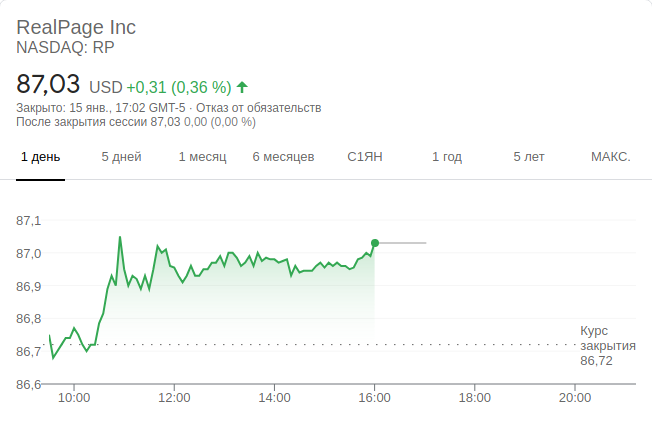 RealPage Inc
NASDAQ: RP
87,03 USD +0,31 (0,36 %)
Закрыто: 15 янв., 17:02 GMT-5 · Отказ от обязательств
После закрытия сессии 87,03 0,00 (0,00 %)
1 день 5 дней 1 месяц 6 месяцев С1ЯН 1 год 5 лет МАКС.
87,1
87,0
86,9
86,8
86,7
86,6
Курс
закрытия
86,72
10:00 12:00 14:00 16:00 18:00 20:00